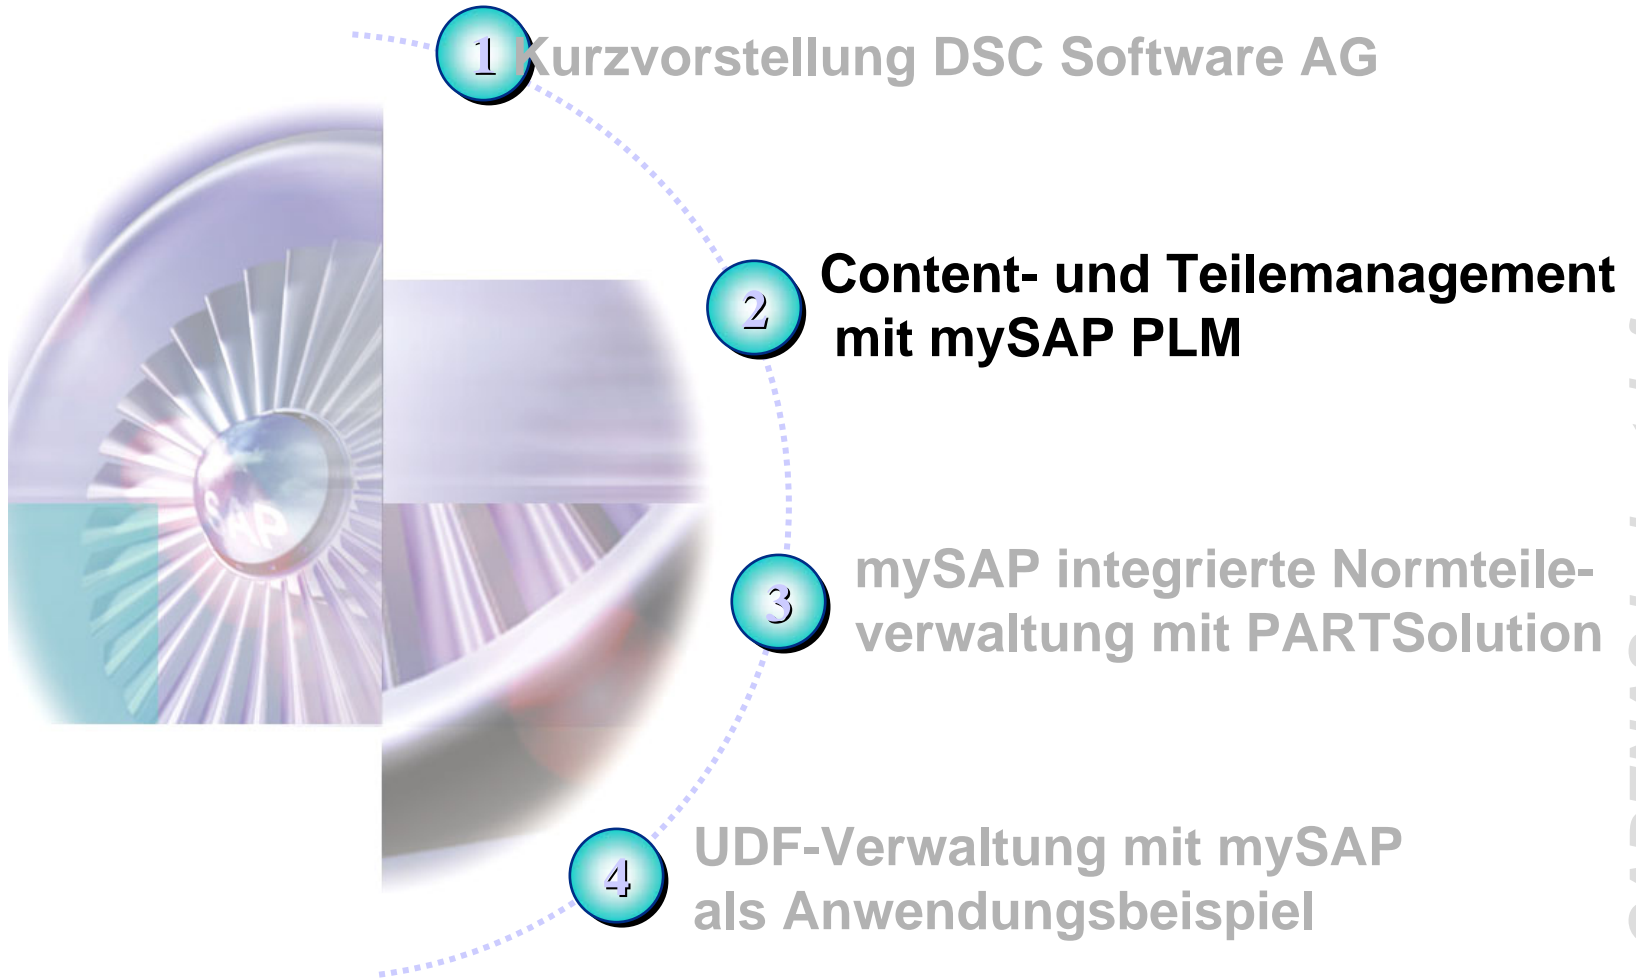 1 Kurzvorstellung DSC Software AG
2 Content- und Teilemanagement
mit mySAP PLM
SAP
3 mySAP integrierte Normteile-
verwaltung mit PARTSolution
4 UDF-Verwaltung mit mySAP
als Anwendungsbeispiel